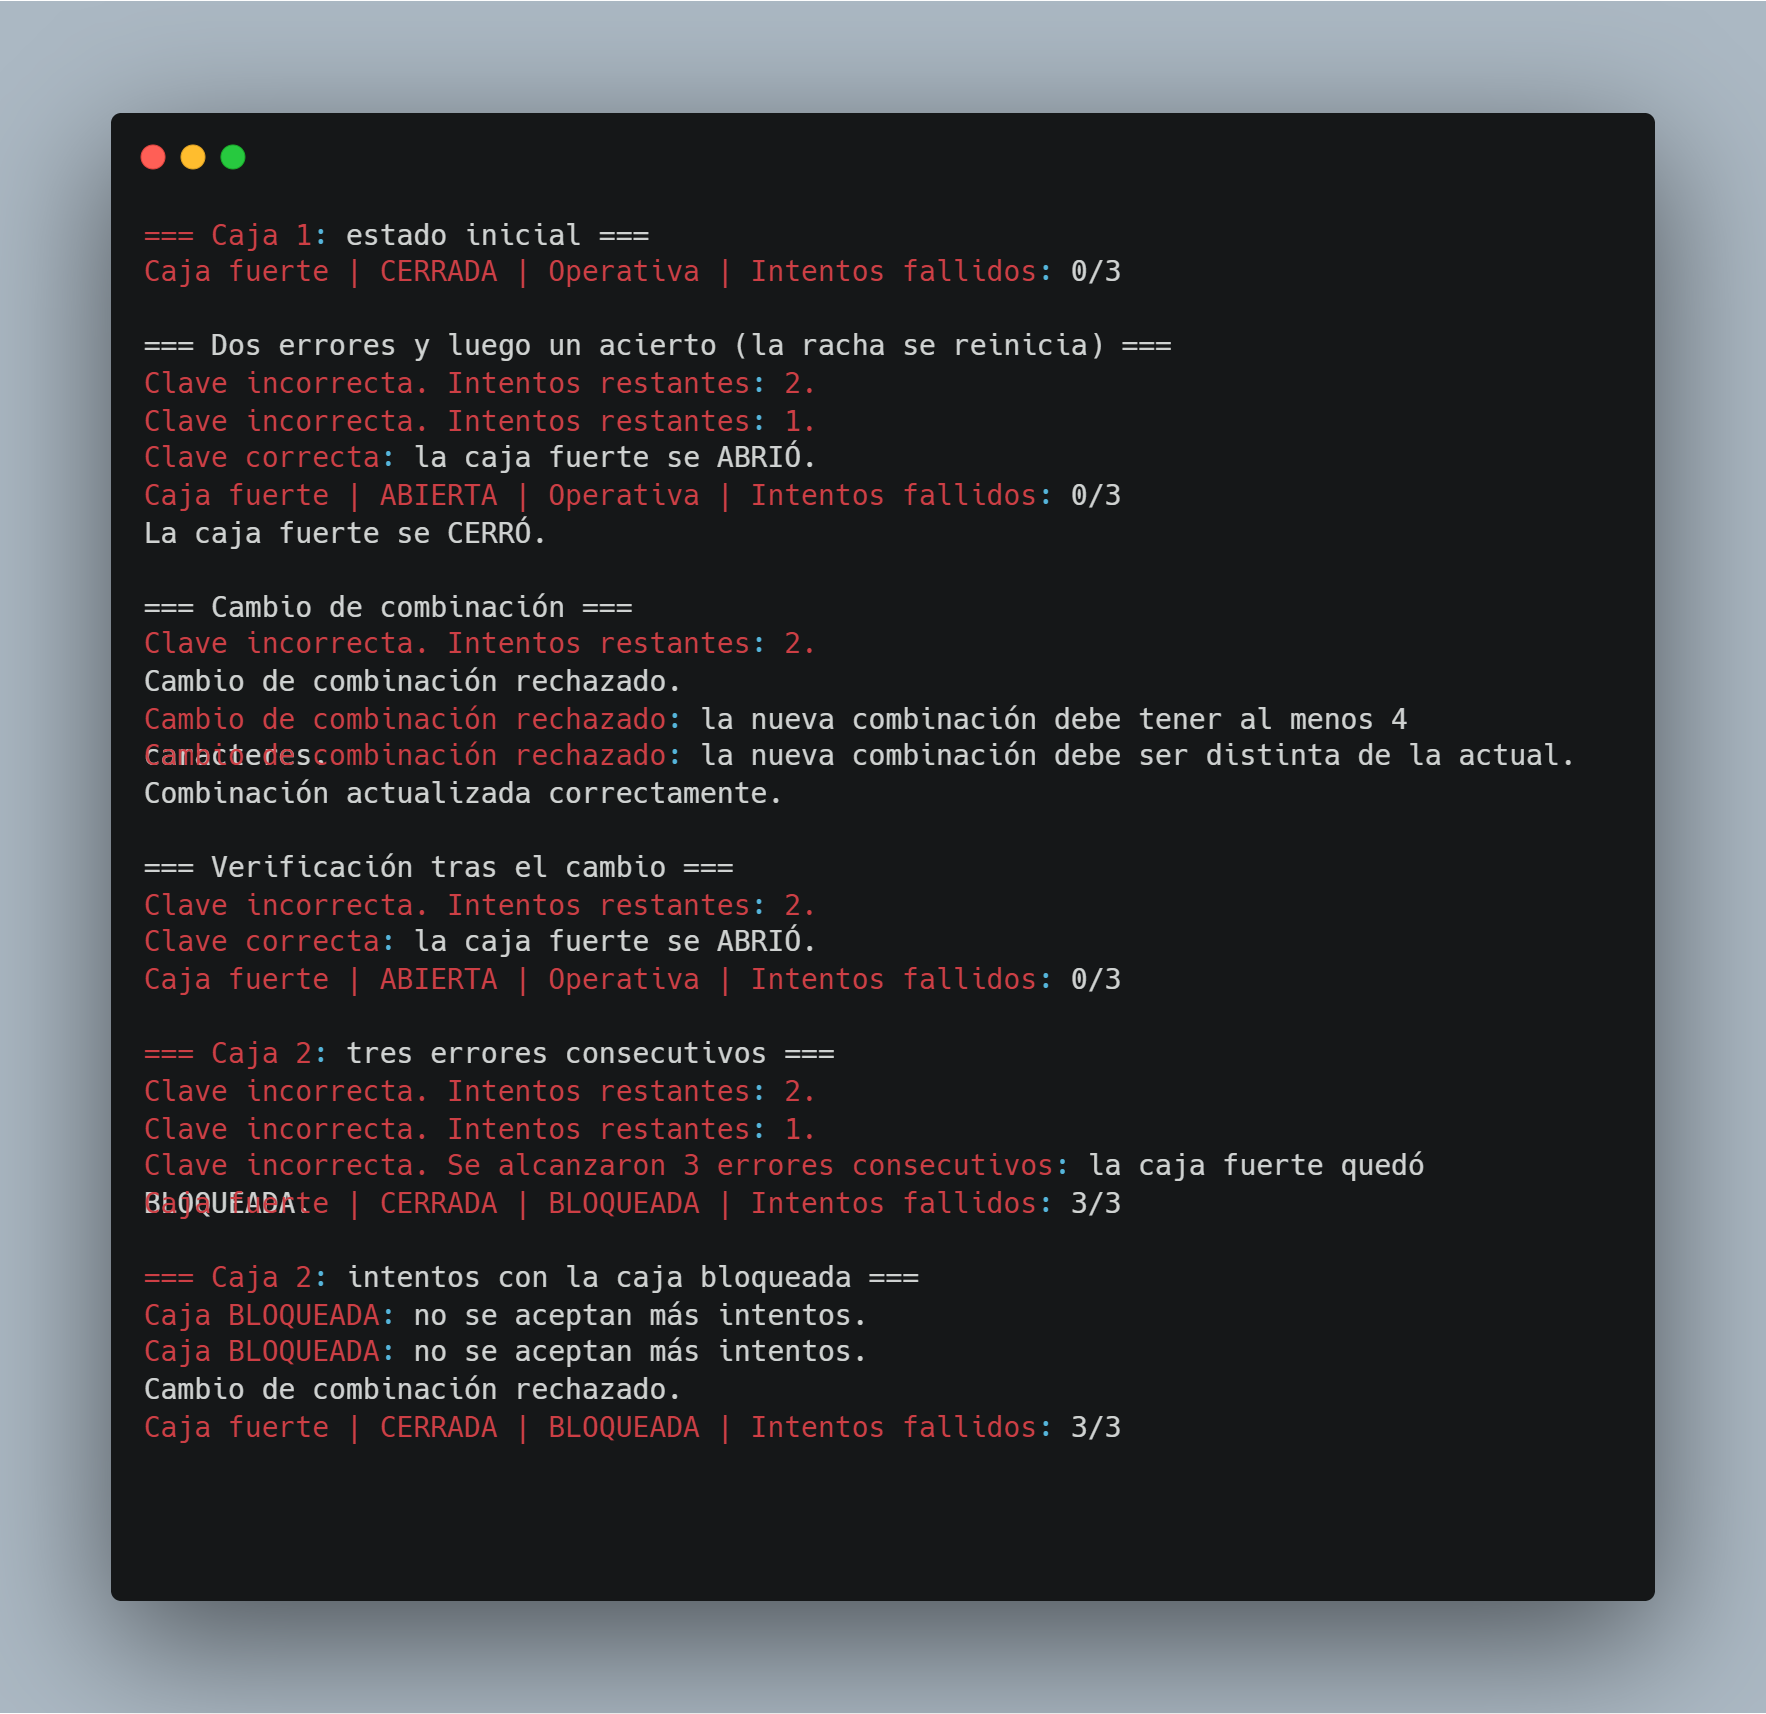 === Caja 1: estado inicial ===
Caja fuerte | CERRADA | Operativa | Intentos fallidos: 0/3
=== Dos errores y luego un acierto (la racha se reinicia) ===
Clave incorrecta. Intentos restantes: 2.
Clave incorrecta. Intentos restantes: 1.
Clave correcta: la caja fuerte se ABRIÓ.
Caja fuerte | ABIERTA | Operativa | Intentos fallidos: 0/3
La caja fuerte se CERRÓ.
=== Cambio de combinación ===
Clave incorrecta. Intentos restantes: 2.
Cambio de combinación rechazado.
Cambio de combinación rechazado: la nueva combinación debe tener al menos 4
caracteres.
Cambio de combinación rechazado: la nueva combinación debe ser distinta de la actual.
Combinación actualizada correctamente.
=== Verificación tras el cambio ===
Clave incorrecta. Intentos restantes: 2.
Clave correcta: la caja fuerte se ABRIÓ.
Caja fuerte | ABIERTA | Operativa | Intentos fallidos: 0/3
=== Caja 2: tres errores consecutivos ===
Clave incorrecta. Intentos restantes: 2.
Clave incorrecta. Intentos restantes: 1.
Clave incorrecta. Se alcanzaron 3 errores consecutivos: la caja fuerte quedó
BLOQUEADA.
Caja fuerte | CERRADA | BLOQUEADA | Intentos fallidos: 3/3
=== Caja 2: intentos con la caja bloqueada ===
Caja BLOQUEADA: no se aceptan más intentos.
Caja BLOQUEADA: no se aceptan más intentos.
Cambio de combinación rechazado.
Caja fuerte | CERRADA | BLOQUEADA | Intentos fallidos: 3/3